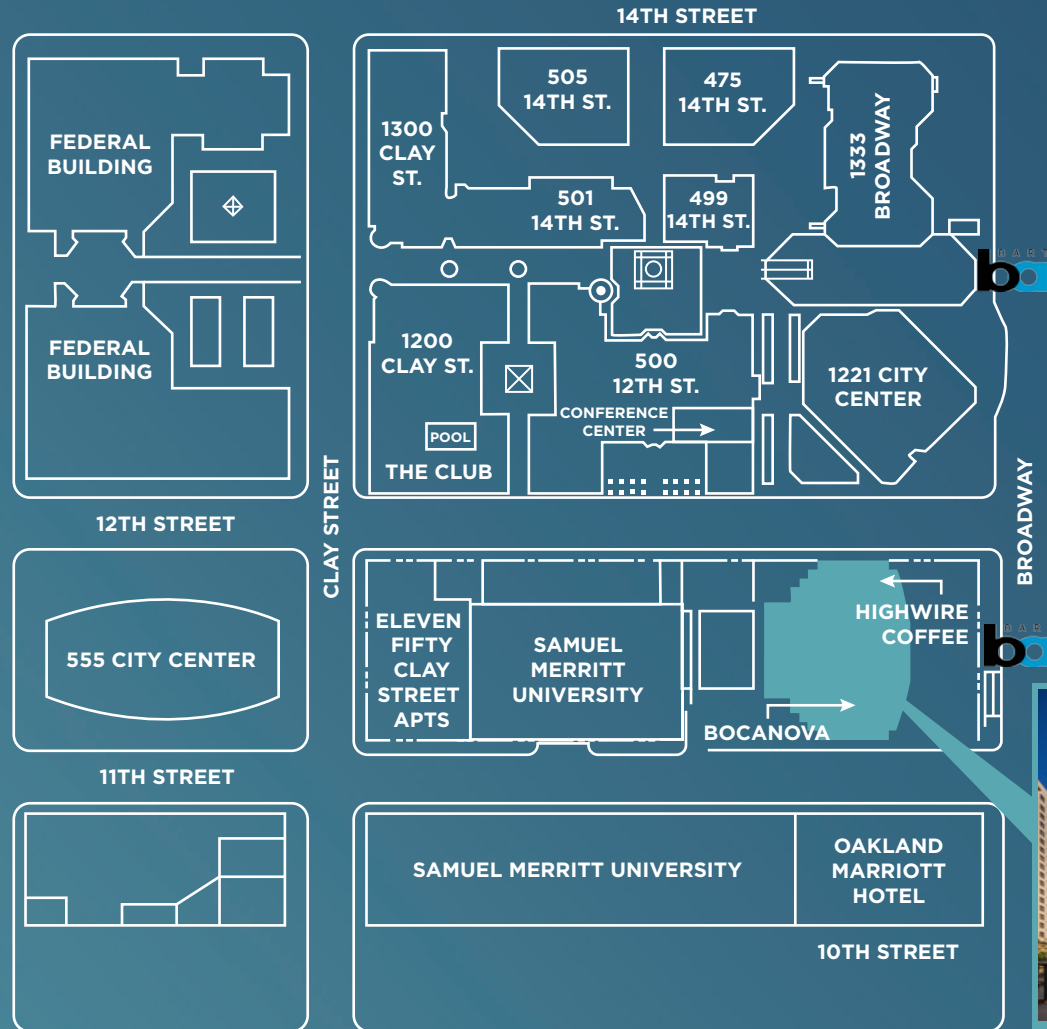 14TH STREET
FEDERAL
BUILDING
1300
CLAY
ST.
505
14TH ST.
475
14TH ST.
1333
BROADWAY
501
14TH ST.
499
14TH ST.
FEDERAL
BUILDING
1200
CLAY ST.
500
12TH ST.
1221 CITY
CENTER
CONFERENCE
CENTER
POOL
THE CLUB
CLAY STREET
BROADWAY
12TH STREET
555 CITY CENTER
ELEVEN
FIFTY
CLAY
STREET
APTS
SAMUEL
MERRITT
UNIVERSITY
HIGHWIRE
COFFEE
BOCANOVA
11TH STREET
SAMUEL MERRITT UNIVERSITY
OAKLAND
MARRIOTT
HOTEL
10TH STREET